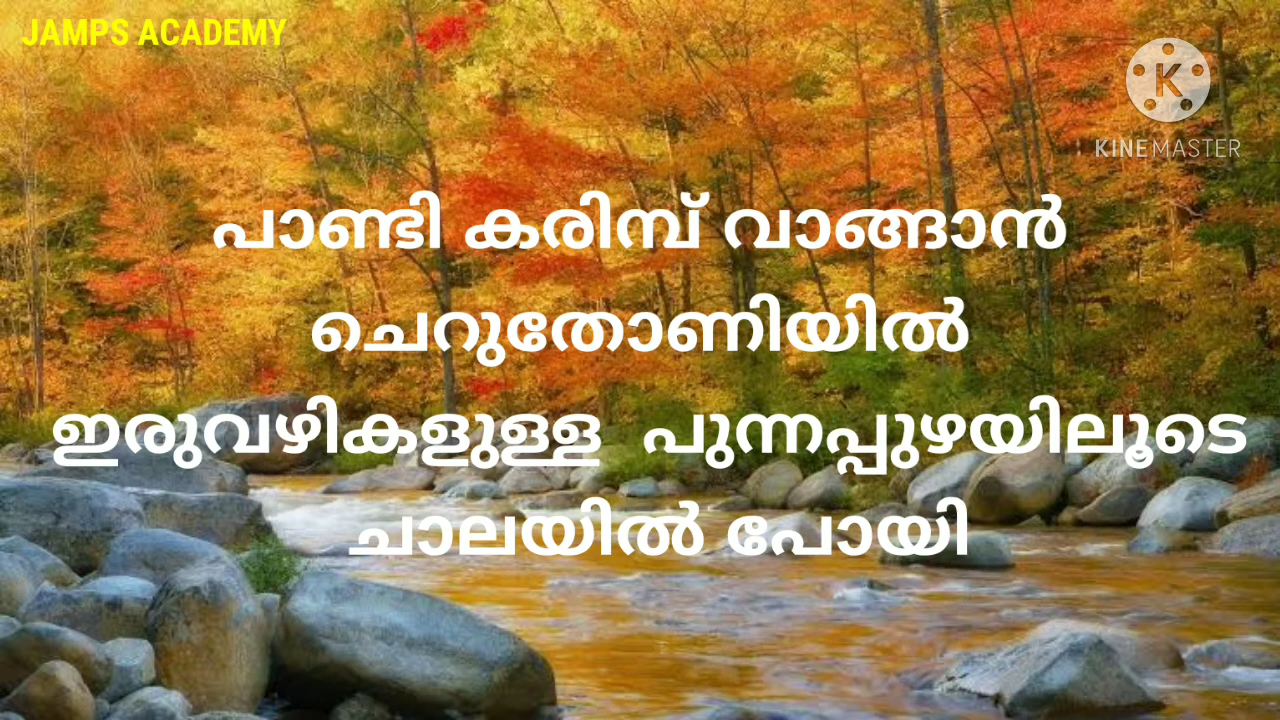 JAMPS ACADEMY
K
KINEMASTER
പാണ്ടി കരിമ്പ് വാങ്ങാൻ
ചെറുതോണിയിൽ
ഇരുവഴികളുള്ള പുന്നപ്പുഴയിലൂടെ
ചാലയിൽ പോയി